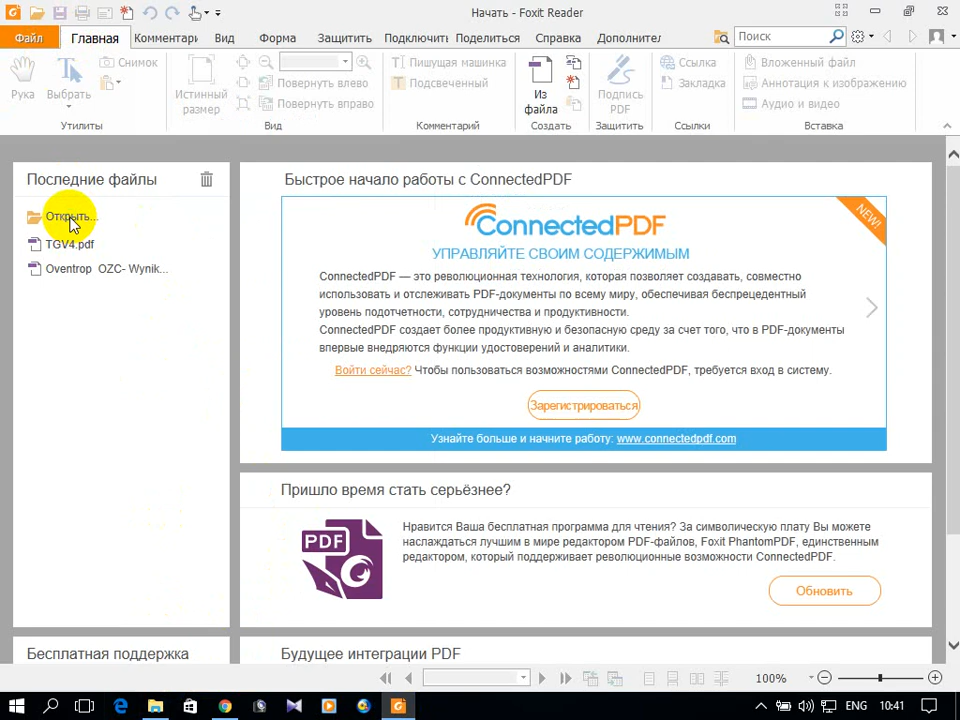 Начать - Foxit Reader
Файл
Главная
Комментари
Вид
Форма
Защитить
Подключить
Поделиться
Справка
Дополнител
Поиск
Рука
Выбрать
Снимок
Утилиты
Истинный
размер
Повернуть влево
Повернуть вправо
Вид
Пишущая машинка
Подсвеченный
Комментарий
Из
файла
Создать
Подпись
PDF
Защитить
Ссылка
Закладка
Ссылки
Вложенный файл
Аннотация к изображению
Аудио и видео
Вставка
Последние файлы
Открыть...
TGV4.pdf
Oventrop OZC- Wynik...
Бесплатная поддержка
Быстрое начало работы с ConnectedPDF
NEW!
ConnectedPDF
УПРАВЛЯЙТЕ СВОИМ СОДЕРЖИМЫМ
ConnectedPDF — это революционная технология, которая позволяет создавать, совместно
использовать и отслеживать PDF-документы по всему миру, обеспечивая беспрецедентный
уровень подотчетности, сотрудничества и продуктивности.
ConnectedPDF создает более продуктивную и безопасную среду за счет того, что в PDF-документы
впервые внедряются функции удостоверений и аналитики.
Войти сейчас? Чтобы пользоваться возможностями ConnectedPDF, требуется вход в систему.
Зарегистрироваться
Узнайте больше и начните работу: www.connectedpdf.com
Пришло время стать серьёзнее?
PDF
Нравится Ваша бесплатная программа для чтения? За символическую плату Вы можете
наслаждаться лучшим в мире редактором PDF-файлов, Foxit PhantomPDF, единственным
редактором, который поддерживает революционные возможности ConnectedPDF.
Обновить
Будущее интеграции PDF
100%
ENG
10:41